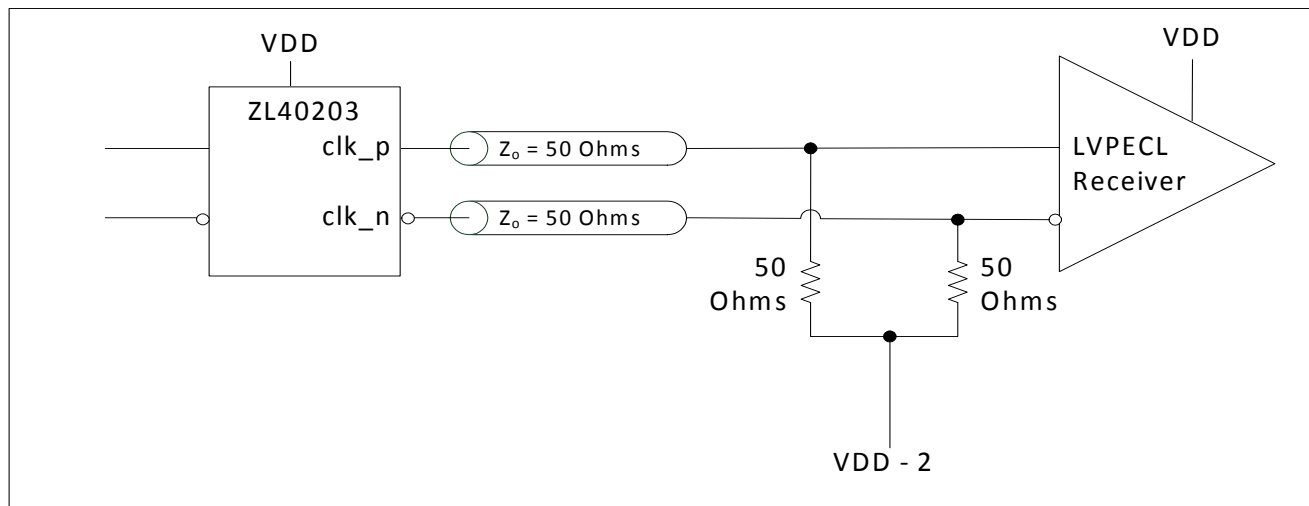 VDD
ZL40203
clk_p
clk_n
Zo = 50 Ohms
Zo = 50 Ohms
VDD
LVPECL
Receiver
50
Ohms
50
Ohms
VDD - 2